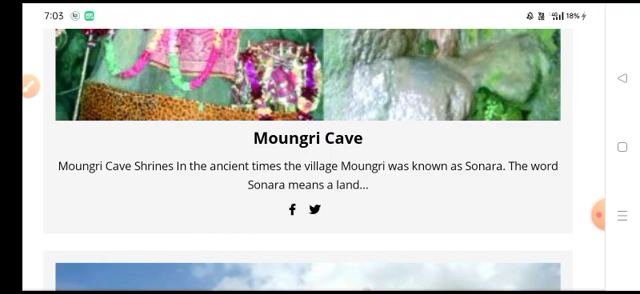 7:03
18%
Moungri Cave
Moungri Cave Shrines In the ancient times the village Moungri was known as Sonara. The word
Sonara means a land...